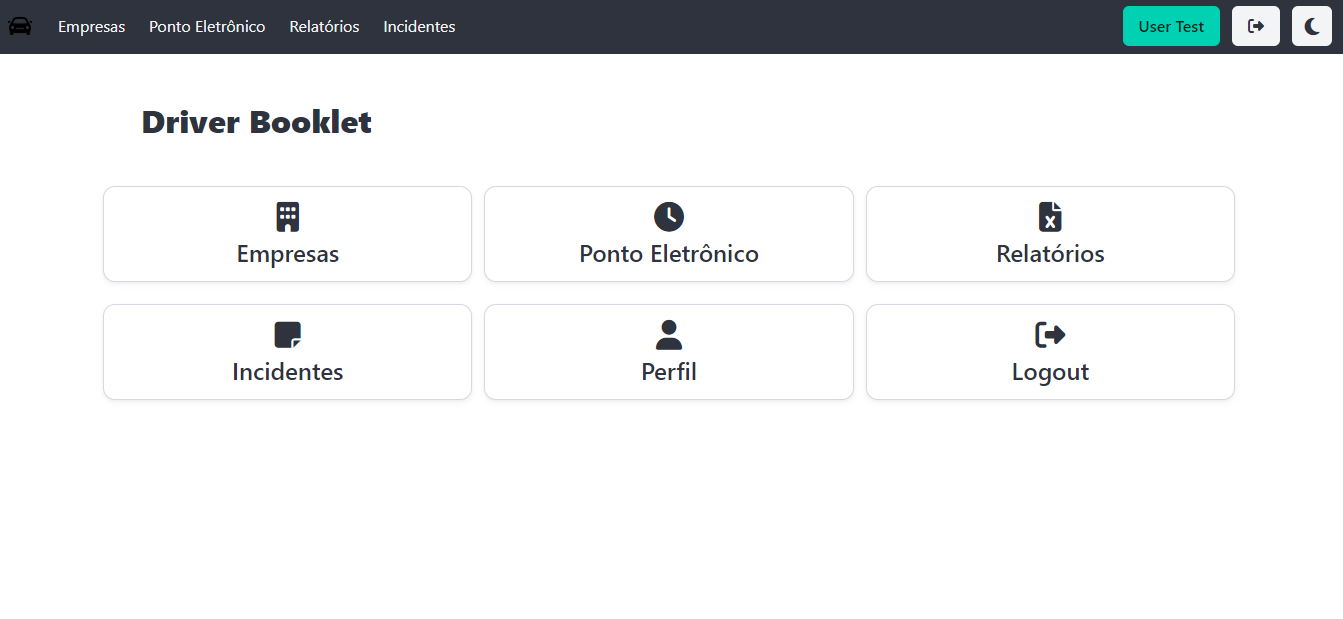 Empresas Ponto Eletrônico Relatórios Incidentes User Test
Driver Booklet
Empresas Ponto Eletrônico Relatórios
Incidentes Perfil Logout